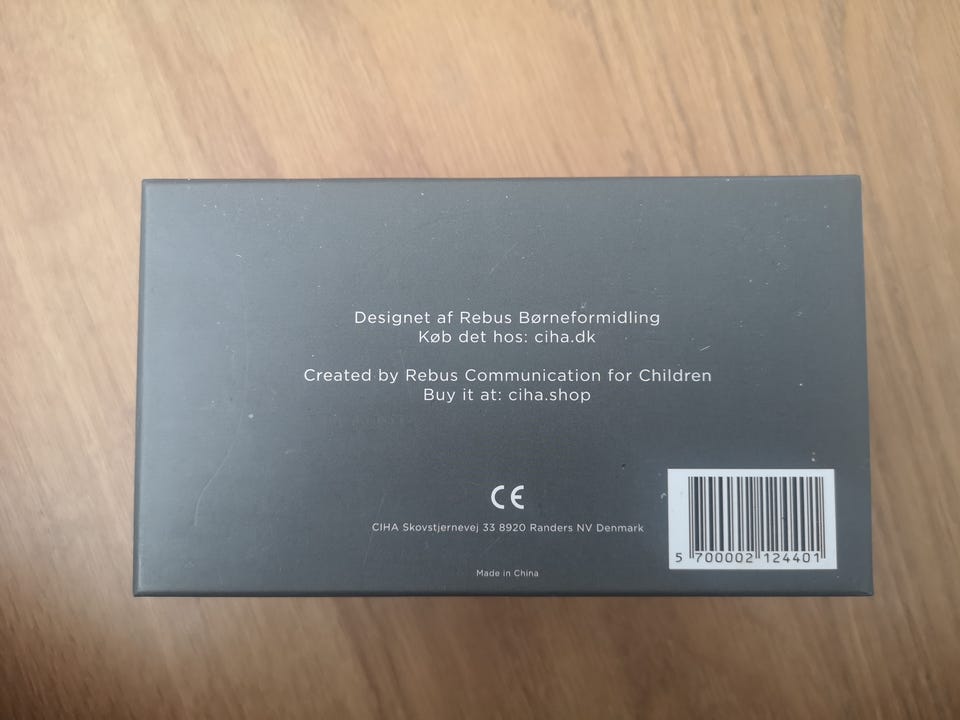 Designet af Rebus Børneformidling
Køb det hos: ciha.dk
Created by Rebus Communication for Children
Buy it at: ciha.shop
CE
CIHA Skovstjernevej 33 8920 Randers NV Denmark
Made in China
5 700002 124401